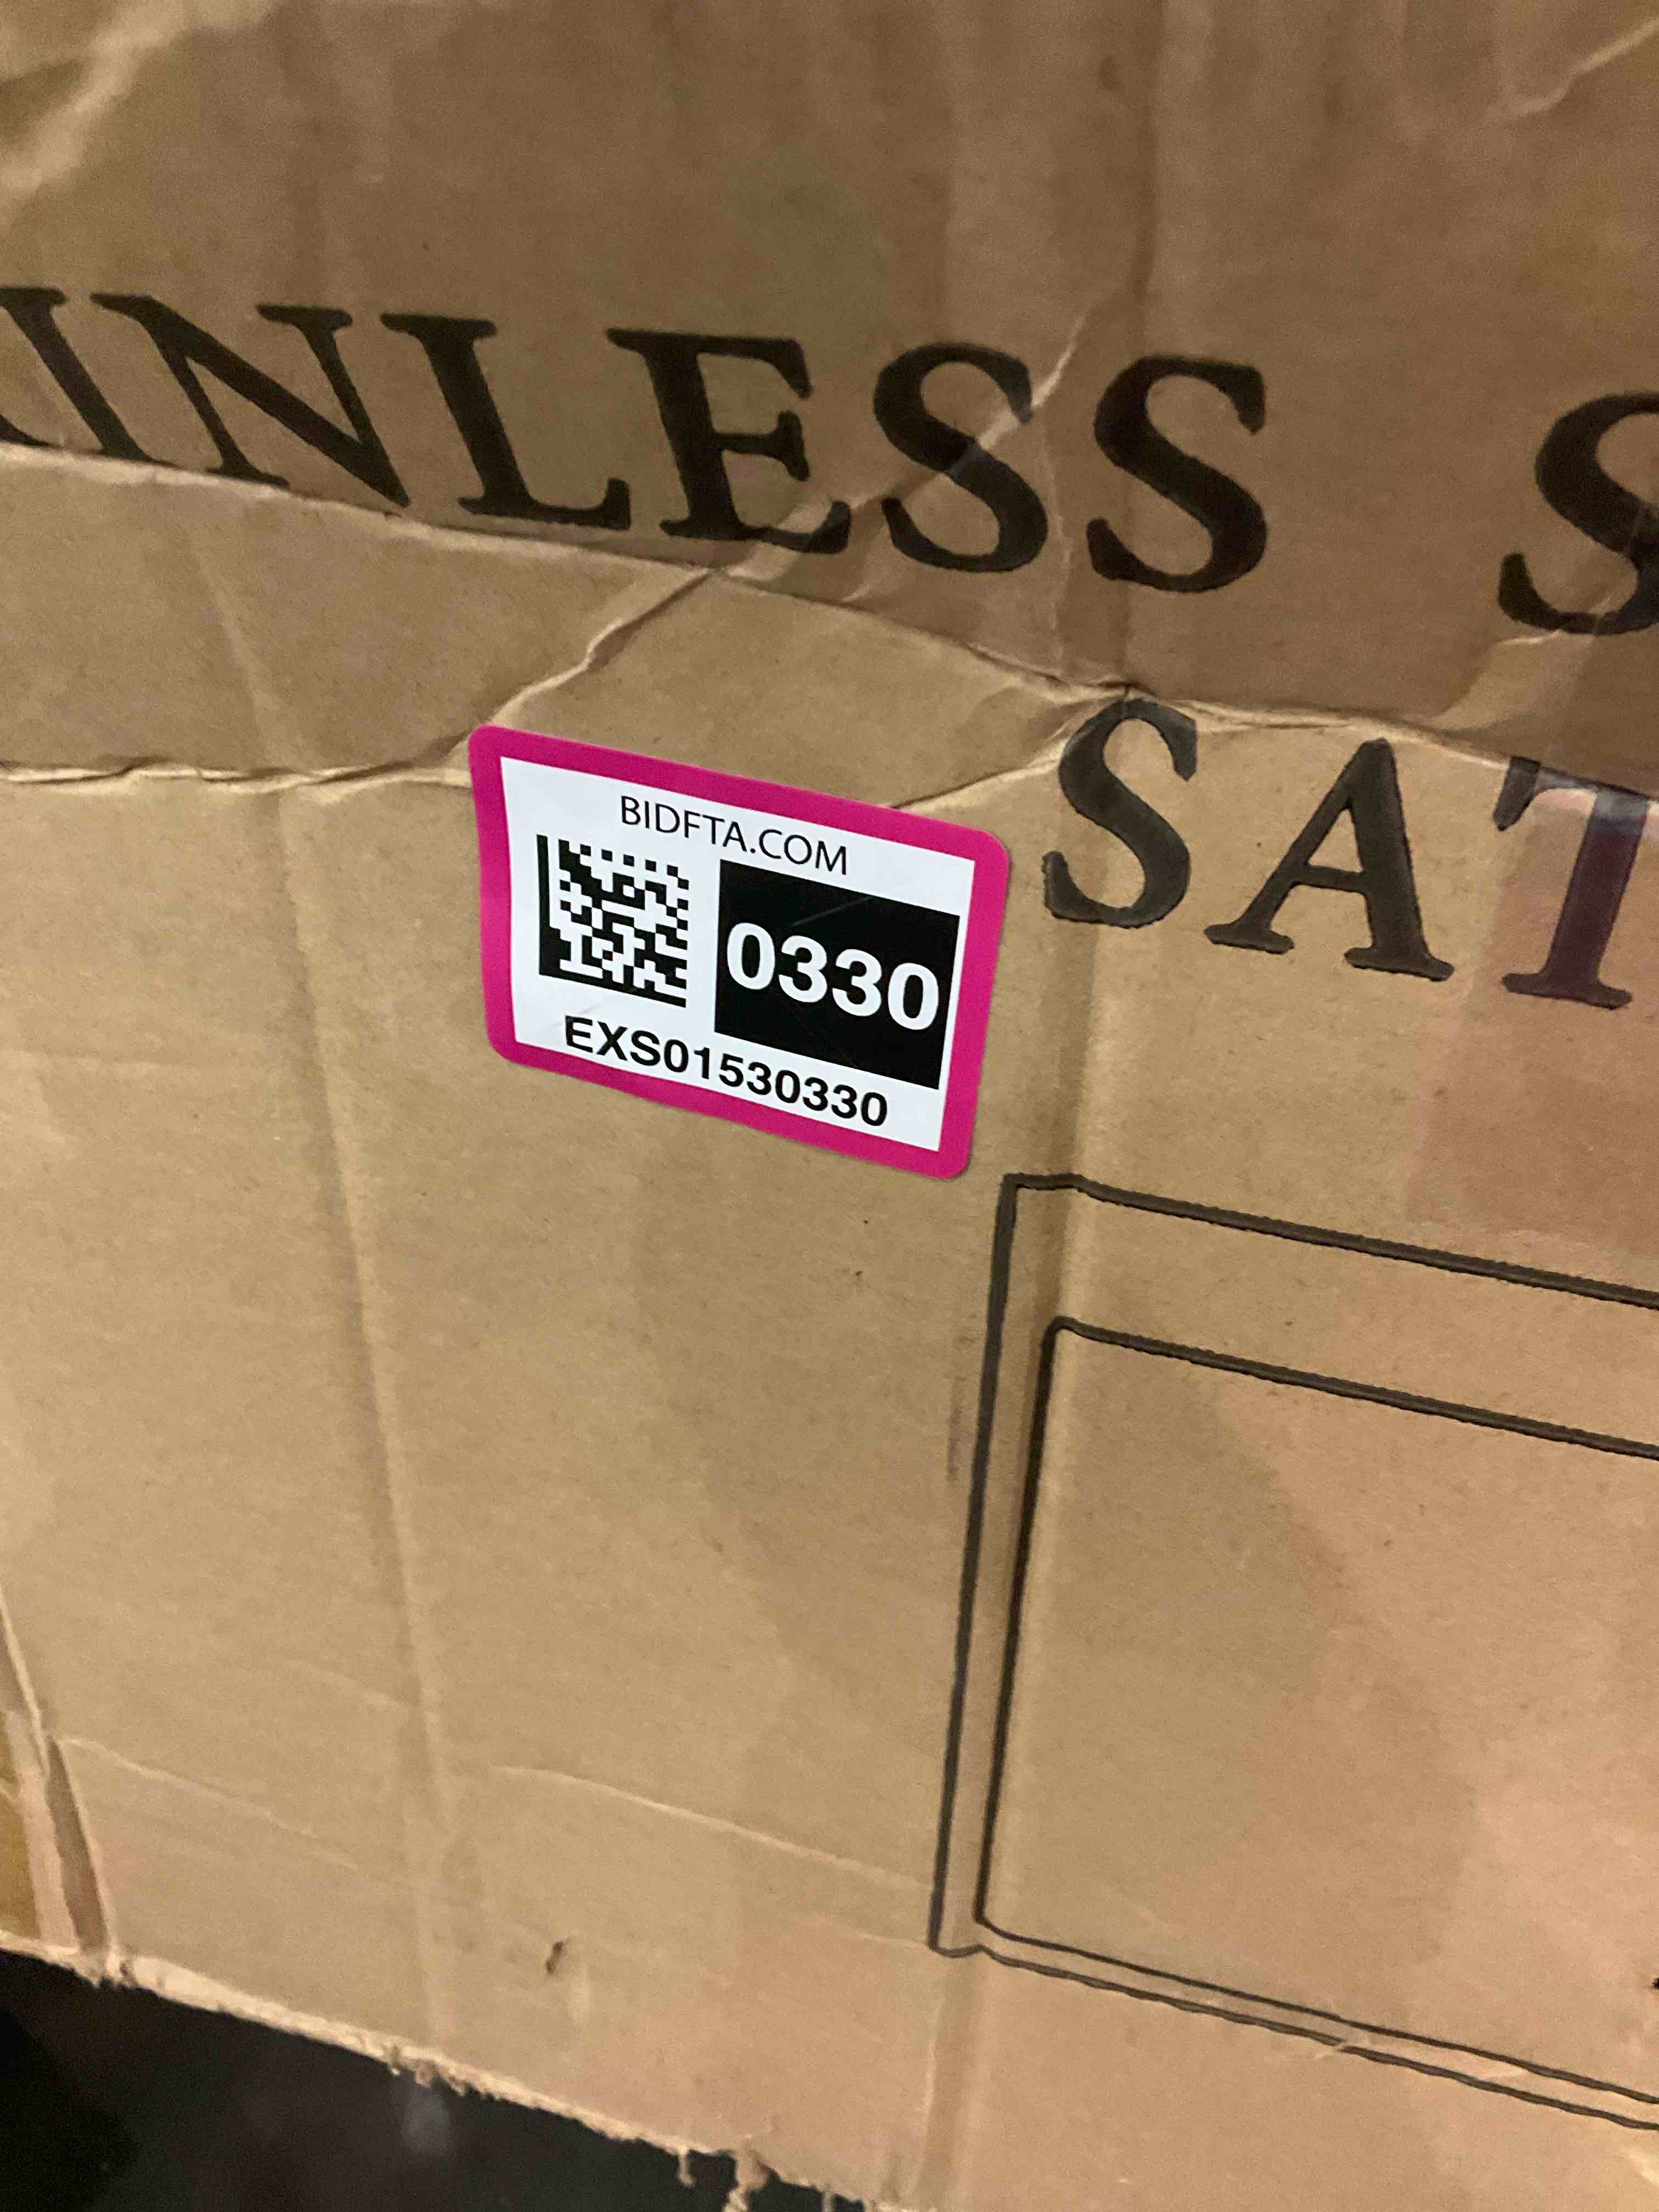 INLESS S
SAT
BIDFTA.COM
0330
EXS01530330